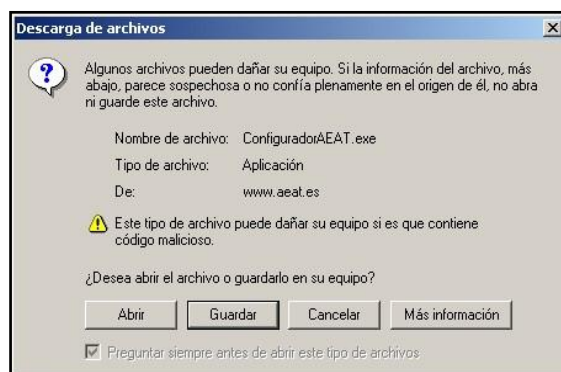 Descarga de archivos
Algunos archivos pueden dañar su equipo. Si la información del archivo, más
abajo, parece sospechosa o no confía plenamente en el origen de él, no abra
ni guarde este archivo.
Nombre de archivo: ConfiguradorAEAT.exe
Tipo de archivo: Aplicación
De: www.aeat.es
Este tipo de archivo puede dañar su equipo si es que contiene
código malicioso.
¿Desea abrir el archivo o guardarlo en su equipo?
Abrir Guardar Cancelar Más información
Preguntar siempre antes de abrir este tipo de archivos